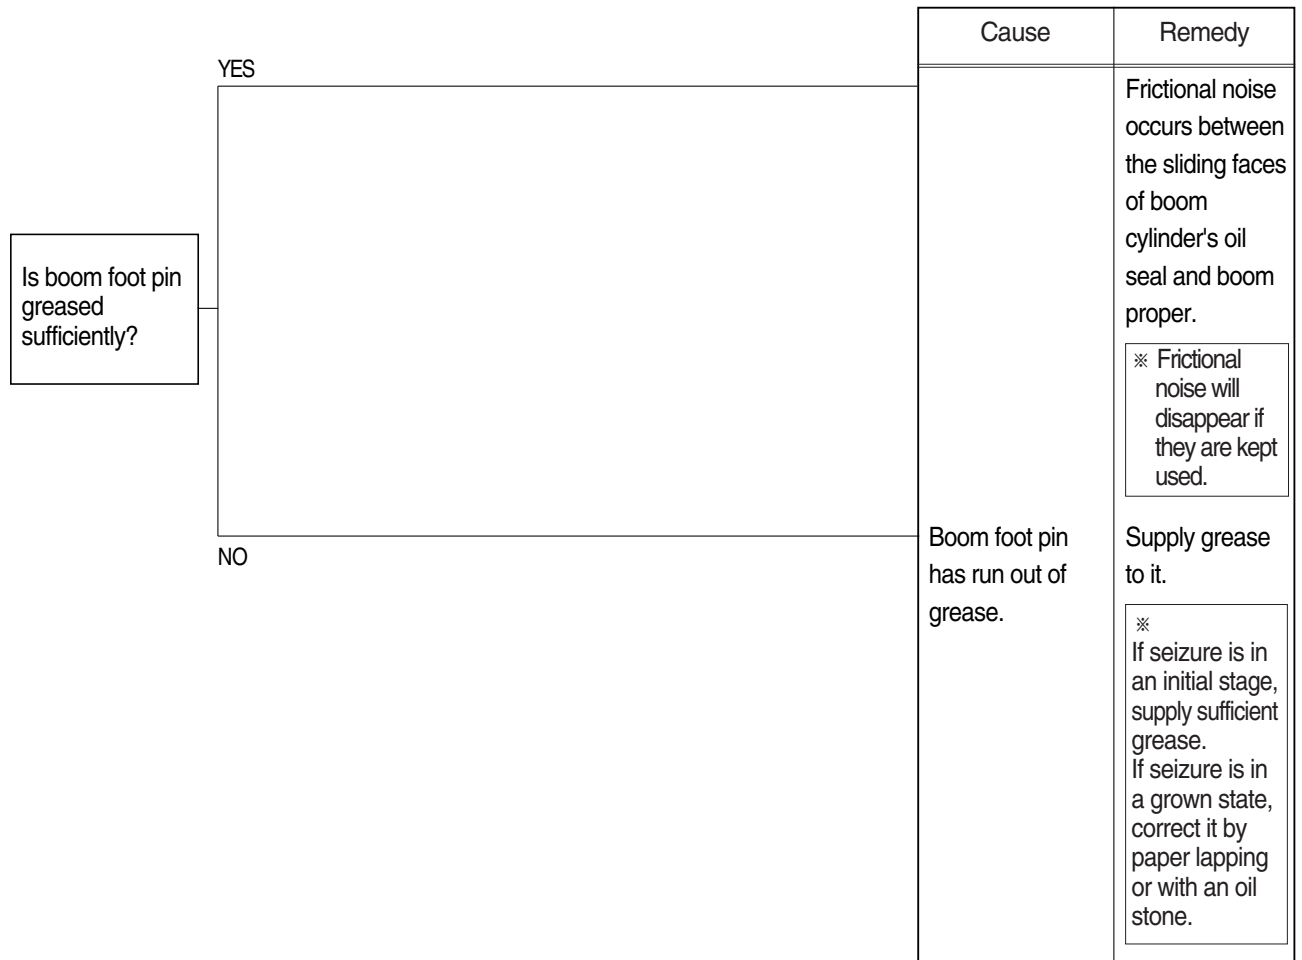 Cause
Remedy
YES
Frictional noise
occurs between
the sliding faces
of boom
cylinder's oil
seal and boom
proper.
※ Frictional
noise will
disappear if
they are kept
used.
Is boom foot pin
greased
sufficiently?
NO
Boom foot pin
has run out of
grease.
Supply grease
to it.
※
If seizure is in
an initial stage,
supply sufficient
grease.
If seizure is in
a grown state,
correct it by
paper lapping
or with an oil
stone.